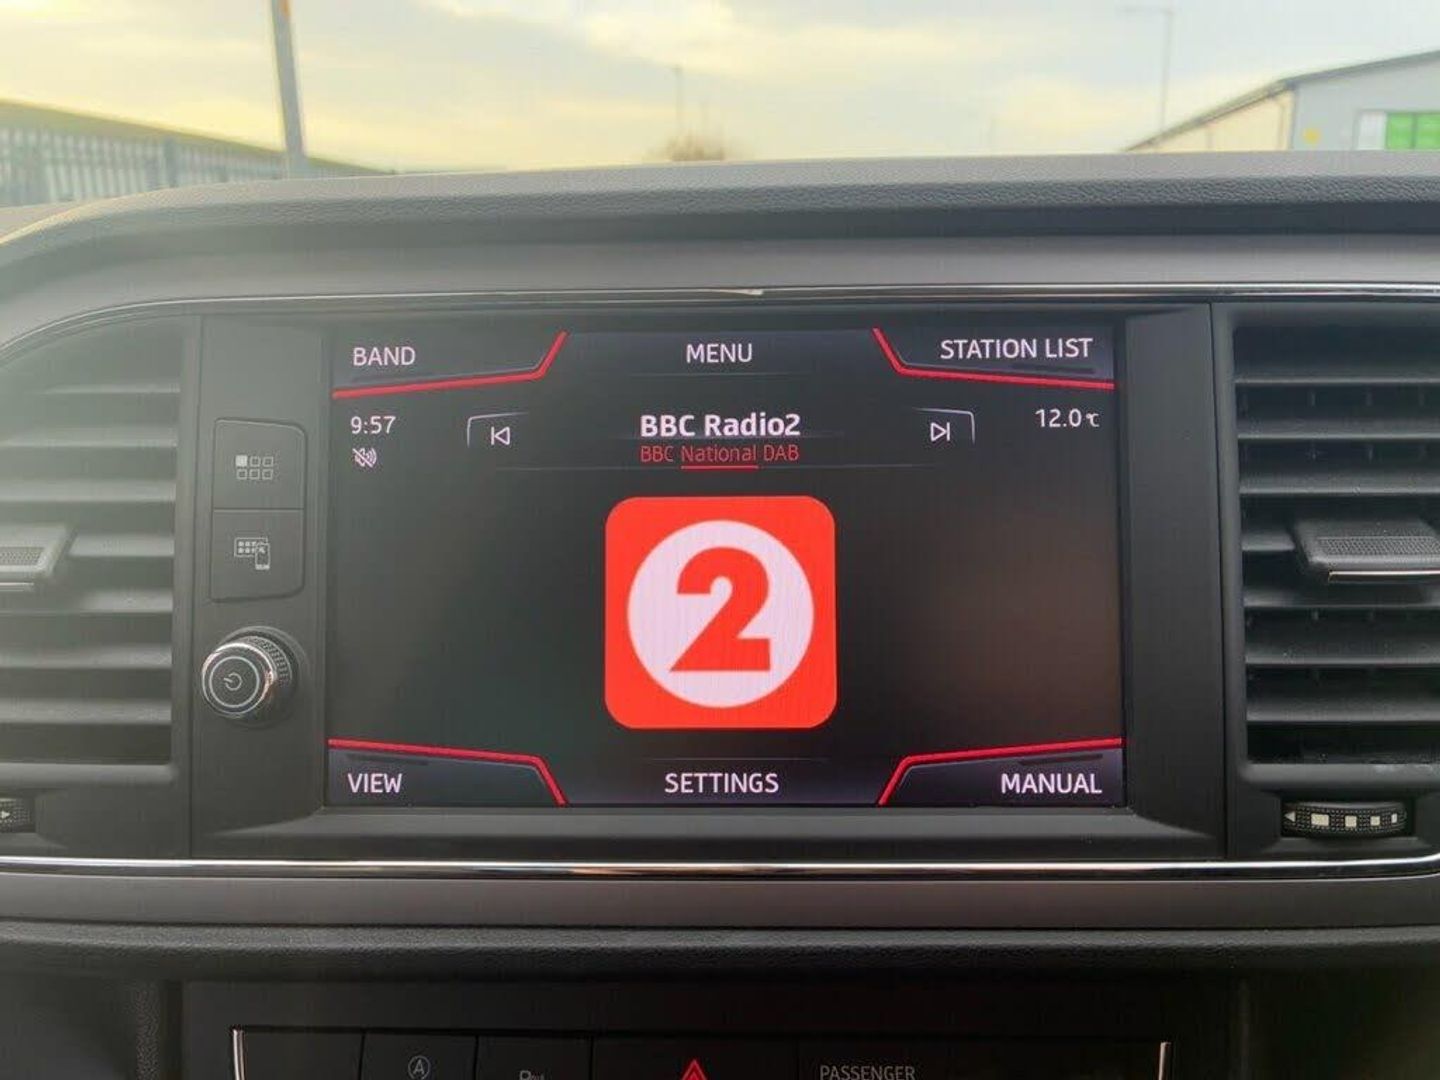 BAND
MENU
STATION LIST
9:57
BBC Radio2
12.0℃
BBC National DAB
2
VIEW
SETTINGS
MANUAL
A
PASSENGER